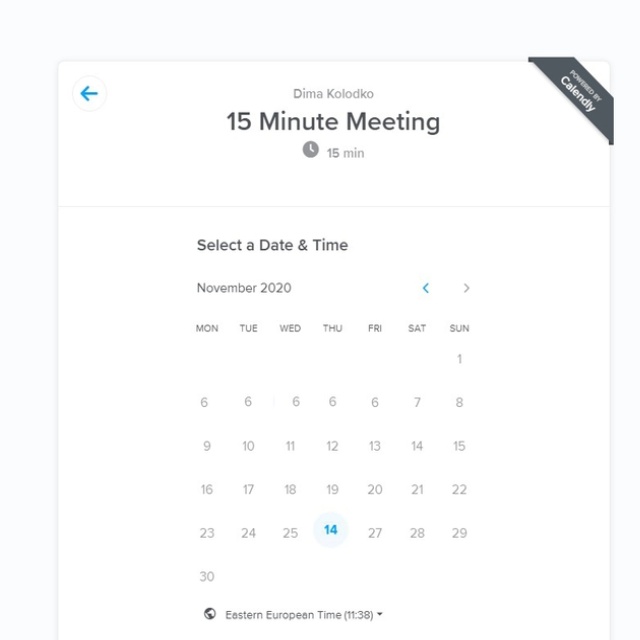 POWERED BY
Calendly
Dima Kolodko
15 Minute Meeting
15 min
Select a Date & Time
November 2020
MON TUE WED THU FRI SAT SUN
1
6 6 6 6 6 7 8
9 10 11 12 13 14 15
16 17 18 19 20 21 22
23 24 25 14 27 28 29
30
Eastern European Time (11:38)